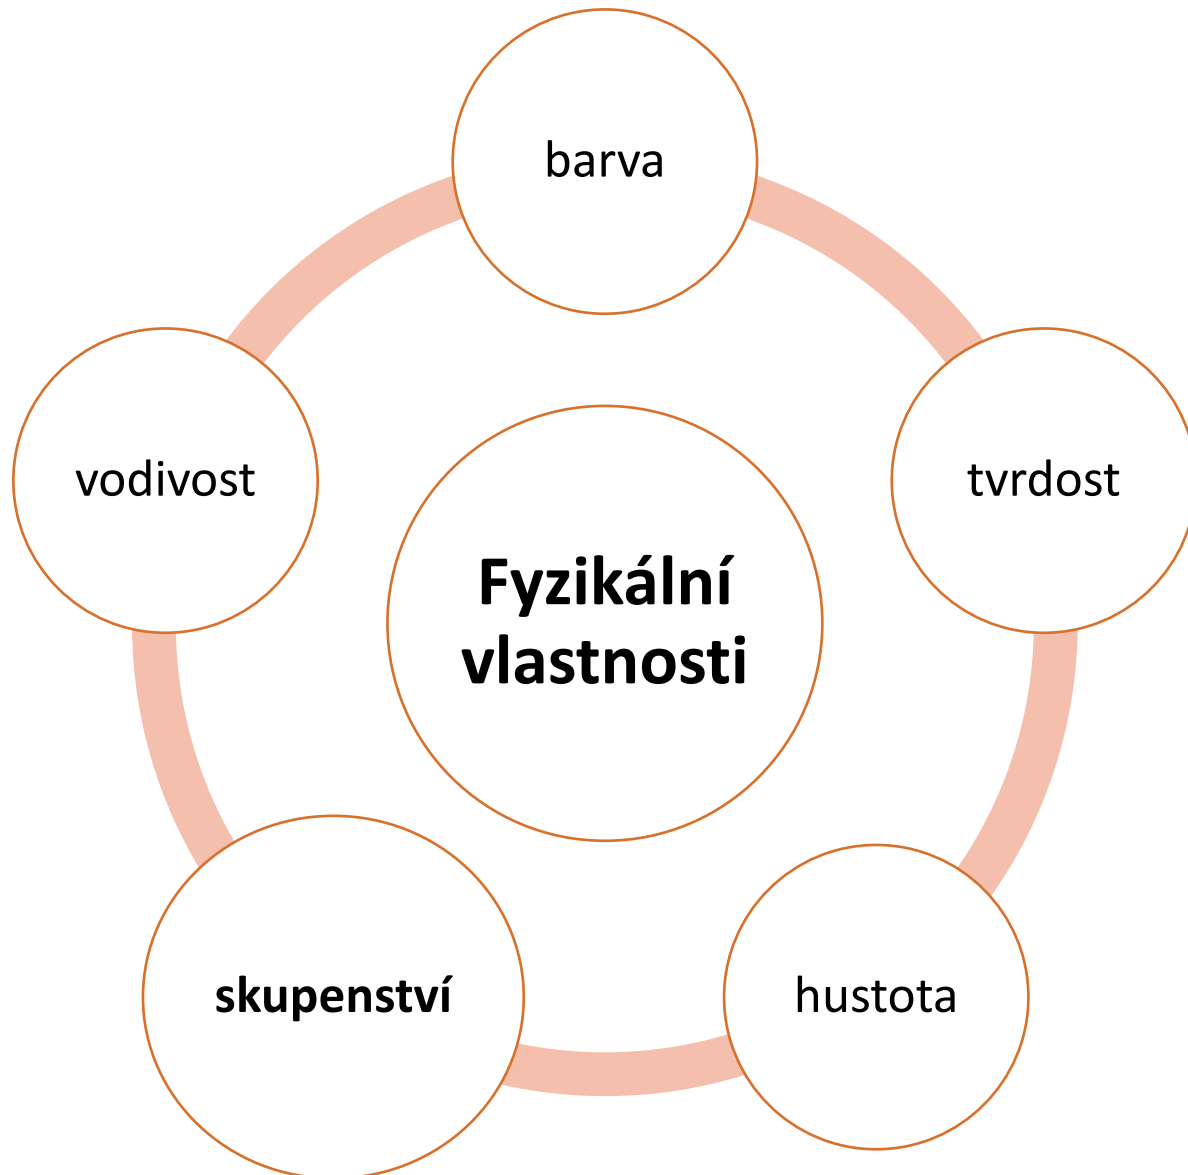 barva
vodivost
tvrdost
Fyzikální
vlastnosti
skupenství
hustota